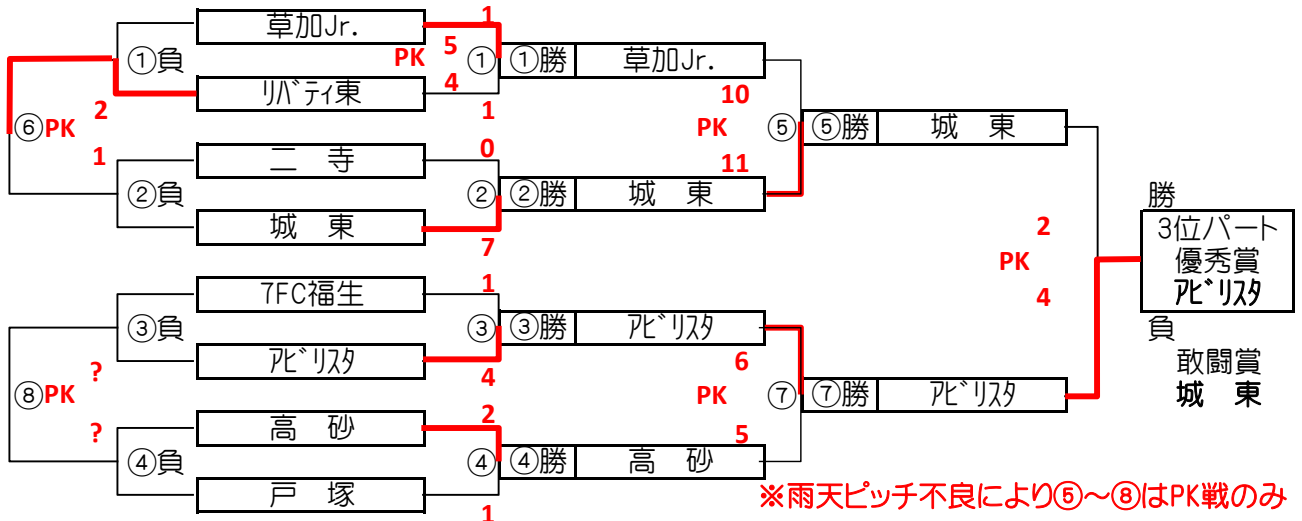 草加Jr.
1
①負
PK
5
①
①勝
草加Jr.
リバティ東
4
1
10
2
⑥PK
1
PK
⑤
⑤勝
城 東
二 寺
0
11
②負
②
②勝
城 東
城 東
7
勝
3位パート
優秀賞
アビリスタ
負
敢闘賞
城 東
2
PK
4
7FC福生
1
③負
③
③勝
アビリスタ
アビリスタ
4
6
?
⑧PK
?
PK
⑦
⑦勝
アビリスタ
高 砂
2
5
④負
④
④勝
高 砂
戸 塚
1
※雨天ピッチ不良により⑤～⑧はPK戦のみ